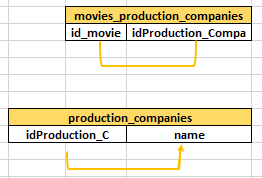 movies_production_companies
id_movie idProduction_Compa
production_companies
idProduction_C name